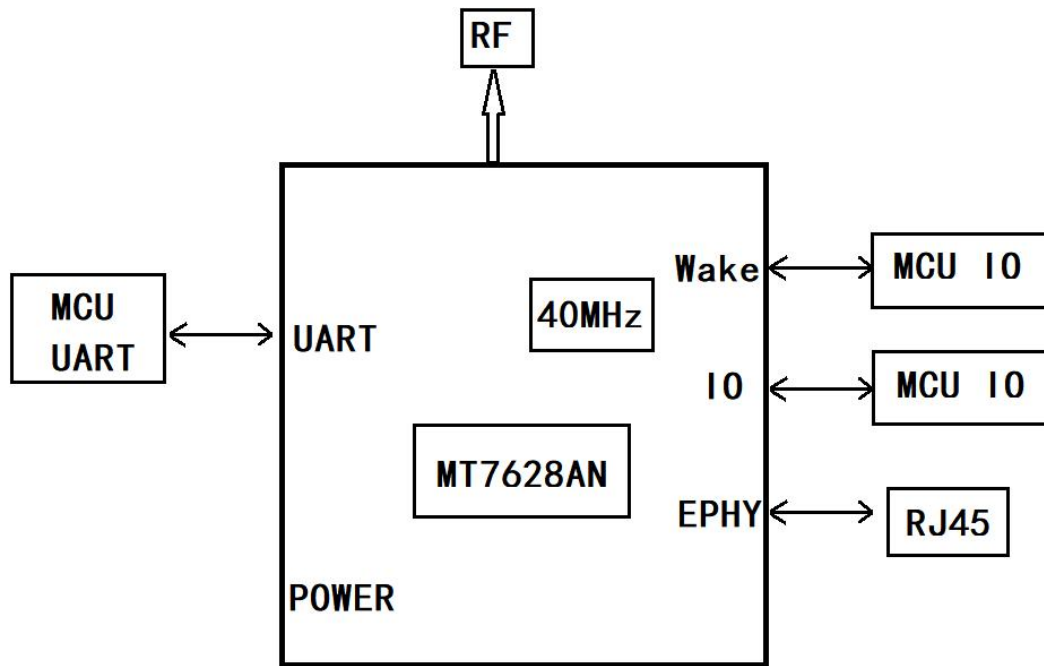 RF
Wake
MCU IO
40MHz
MCU
UART
UART
IO
MCU IO
MT7628AN
EPHY
RJ45
POWER